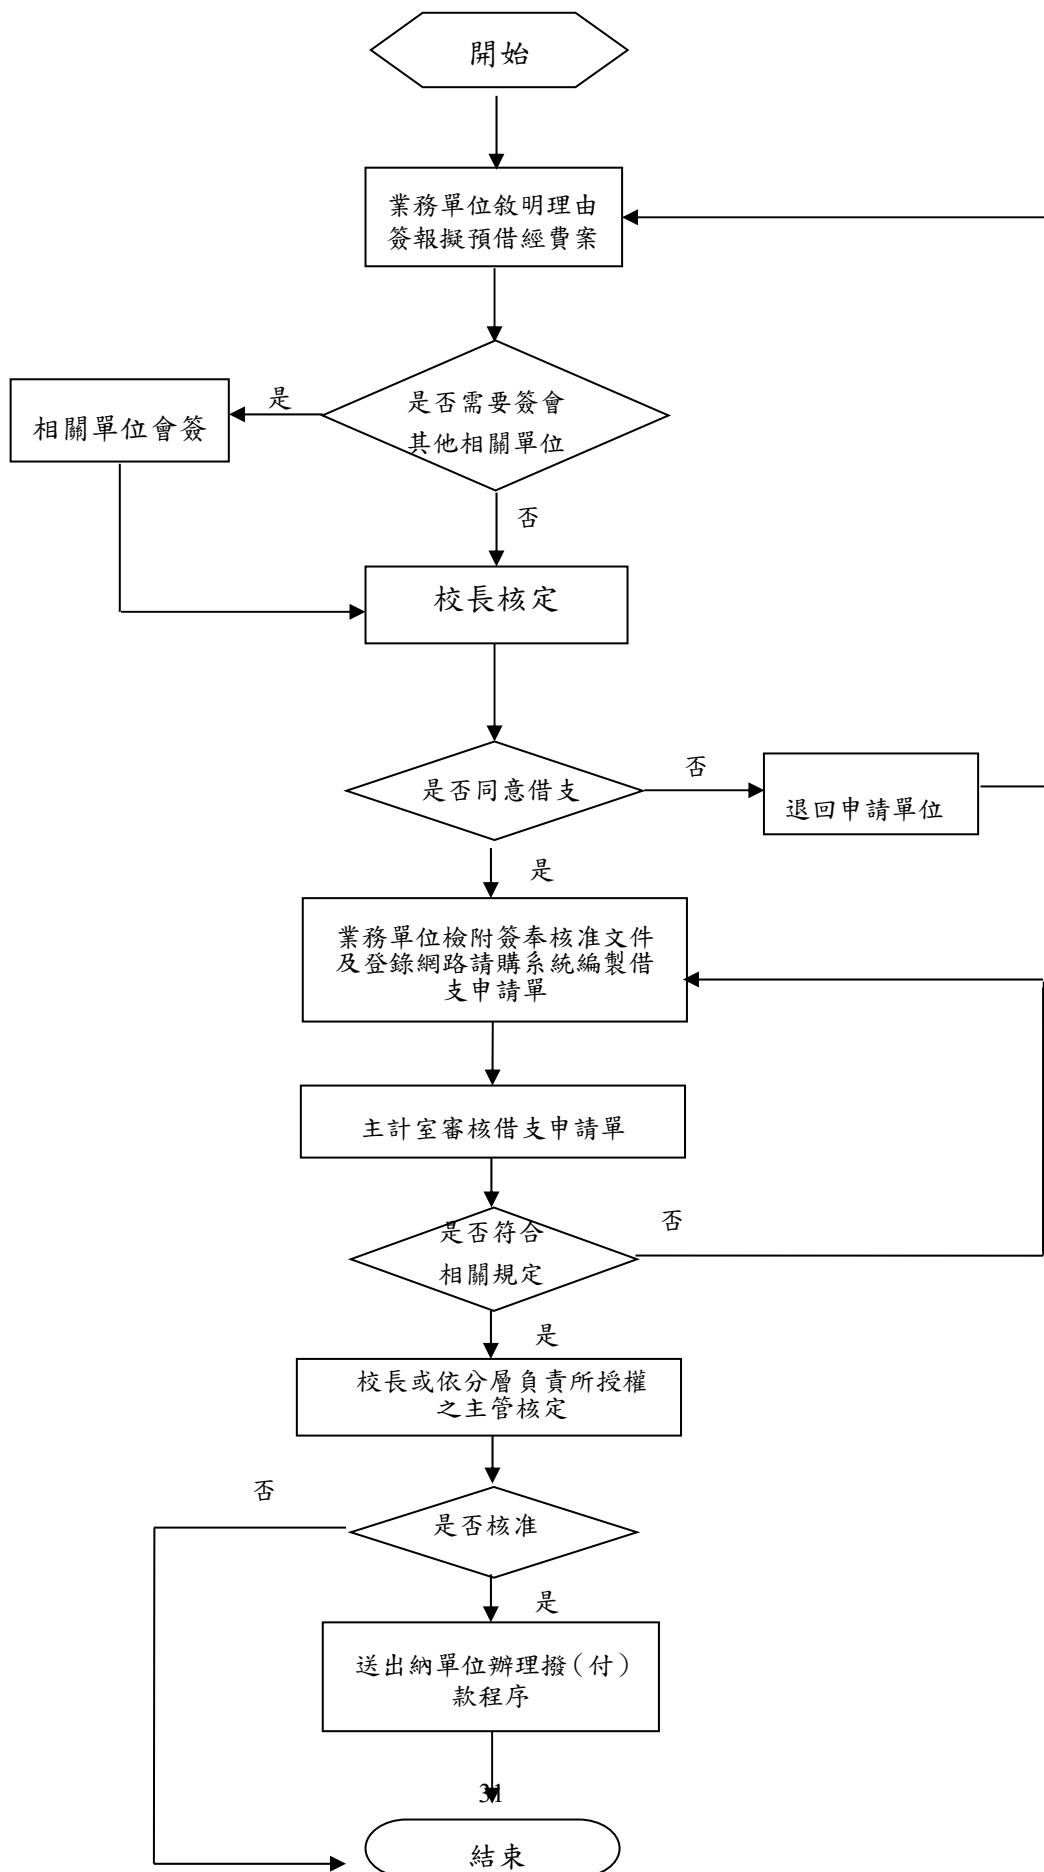 開始
業務單位敘明理由
簽報擬預借經費案
是否需要簽會
其他相關單位
是
相關單位會簽
否
校長核定
是否同意借支
否
退回申請單位
是
業務單位檢附簽奉核准文件
及登錄網路請購系統編製借
支申請單
主計室審核借支申請單
是否符合
相關規定
否
是
校長或依分層負責所授權
之主管核定
否
是否核准
是
送出納單位辦理撥(付)
款程序
31
結束